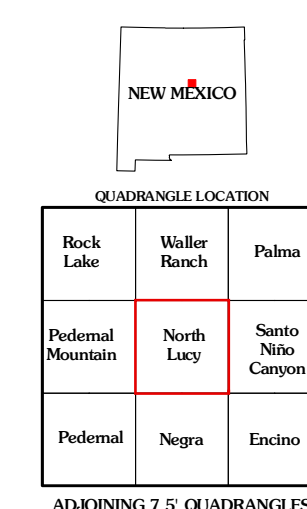 NEW MEXICO
QUADRANGLE LOCATION
Rock
Lake
Waller
Ranch
Palma
Pedernal
Mountain
North
Lucy
Santo
Niño
Canyon
Pedernal
Negra
Encino
ADJOINING 7.5' QUADRANGLES